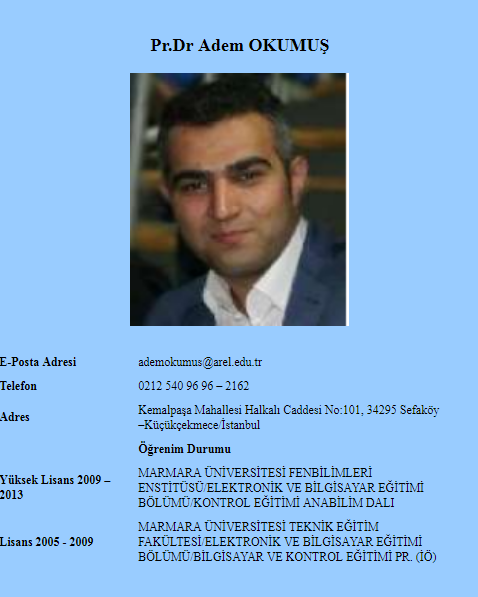 Pr.Dr Adem OKUMUŞ
E-Posta Adresi ademokumus@arel.edu.tr
Telefon 0212 540 96 96 – 2162
Adres Kemalpaşa Mahallesi Halkalı Caddesi No:101, 34295 Sefaköy
–Küçükçekmece/İstanbul
Öğrenim Durumu
Yüksek Lisans 2009 –
2013
MARMARA ÜNİVERSİTESİ FENBİLİMLERİ
ENSTİTÜSÜ/ELEKTRONİK VE BİLGİSAYAR EĞİTİMİ
BÖLÜMÜ/KONTROL EĞİTİMİ ANABİLİM DALI
Lisans 2005 - 2009
MARMARA ÜNİVERSİTESİ TEKNİK EĞİTİM
FAKÜLTESİ/ELEKTRONİK VE BİLGİSAYAR EĞİTİMİ
BÖLÜMÜ/BİLGİSAYAR VE KONTROL EĞİTİMİ PR. (İÖ)